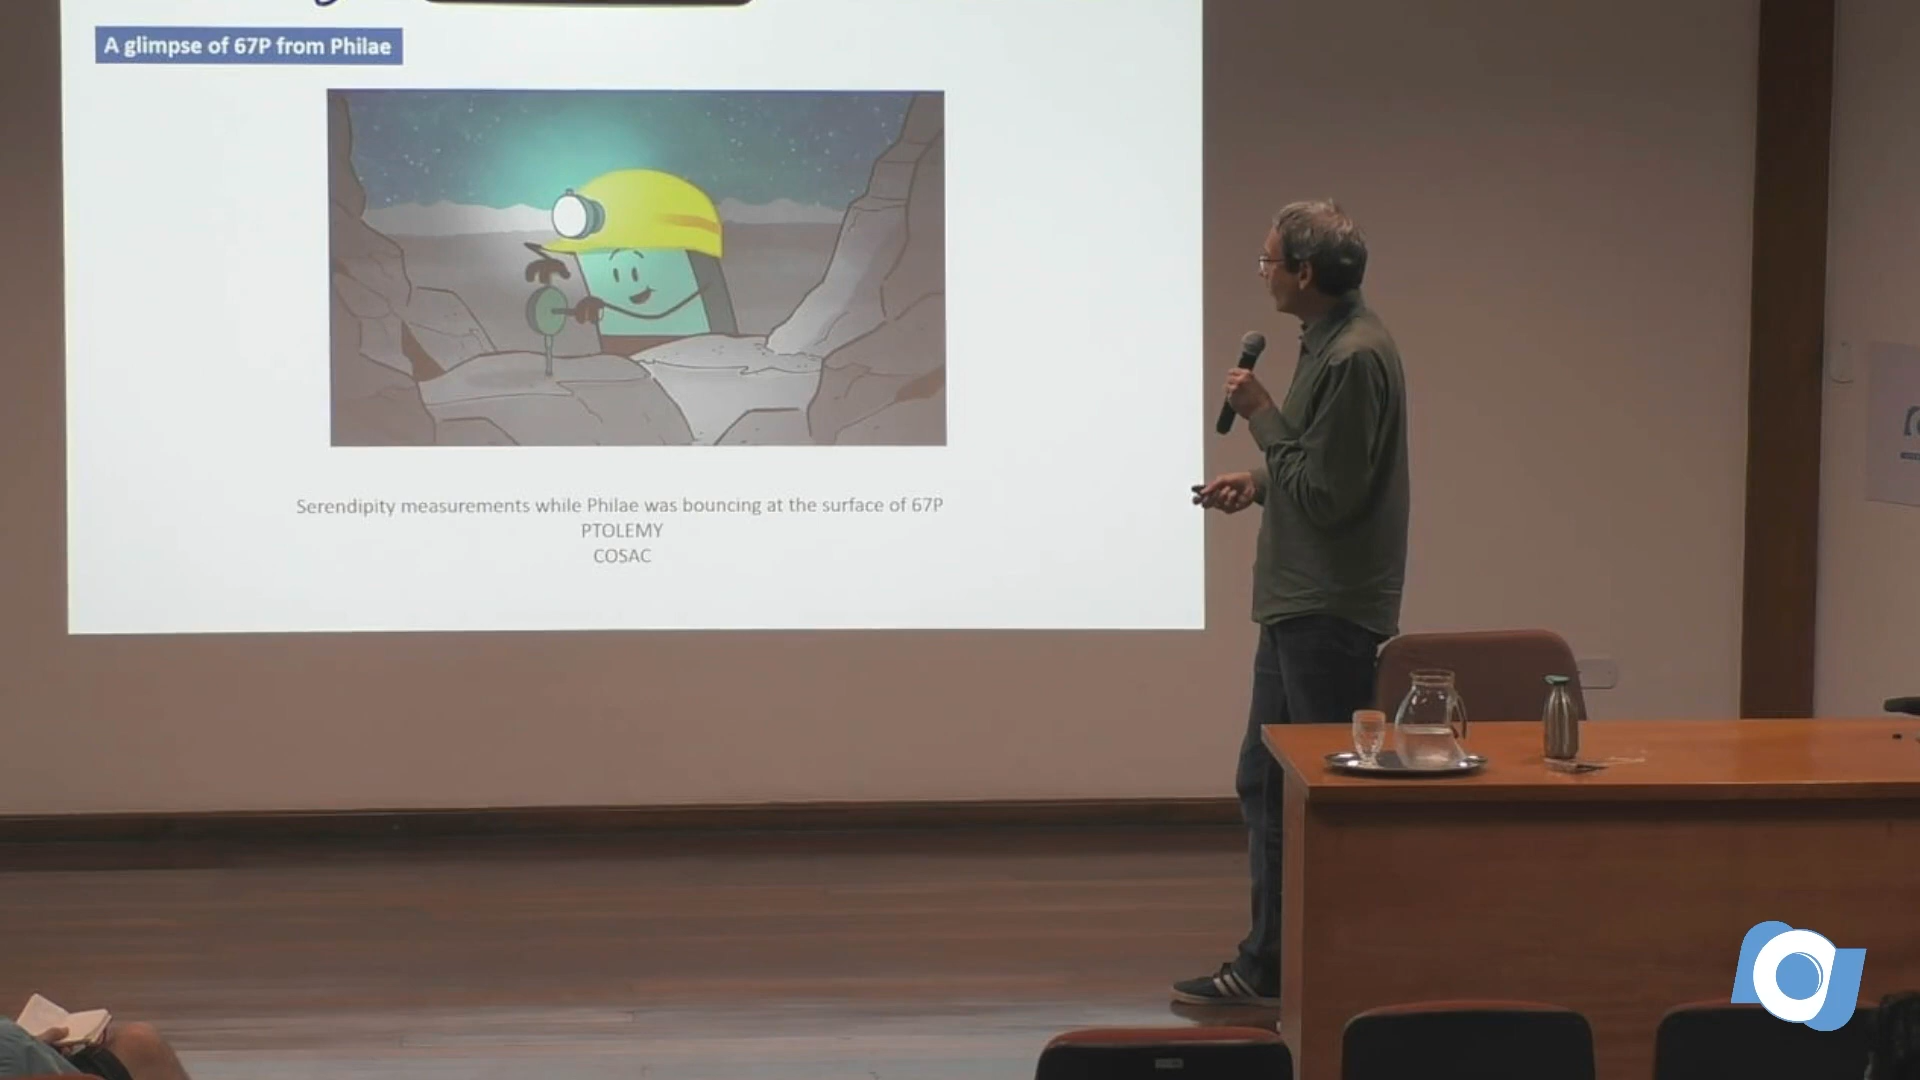 A glimpse of 67P from Philae
Serendipity measurements while Philae was bouncing at the surface of 67P
PTOLEMY
COSAC